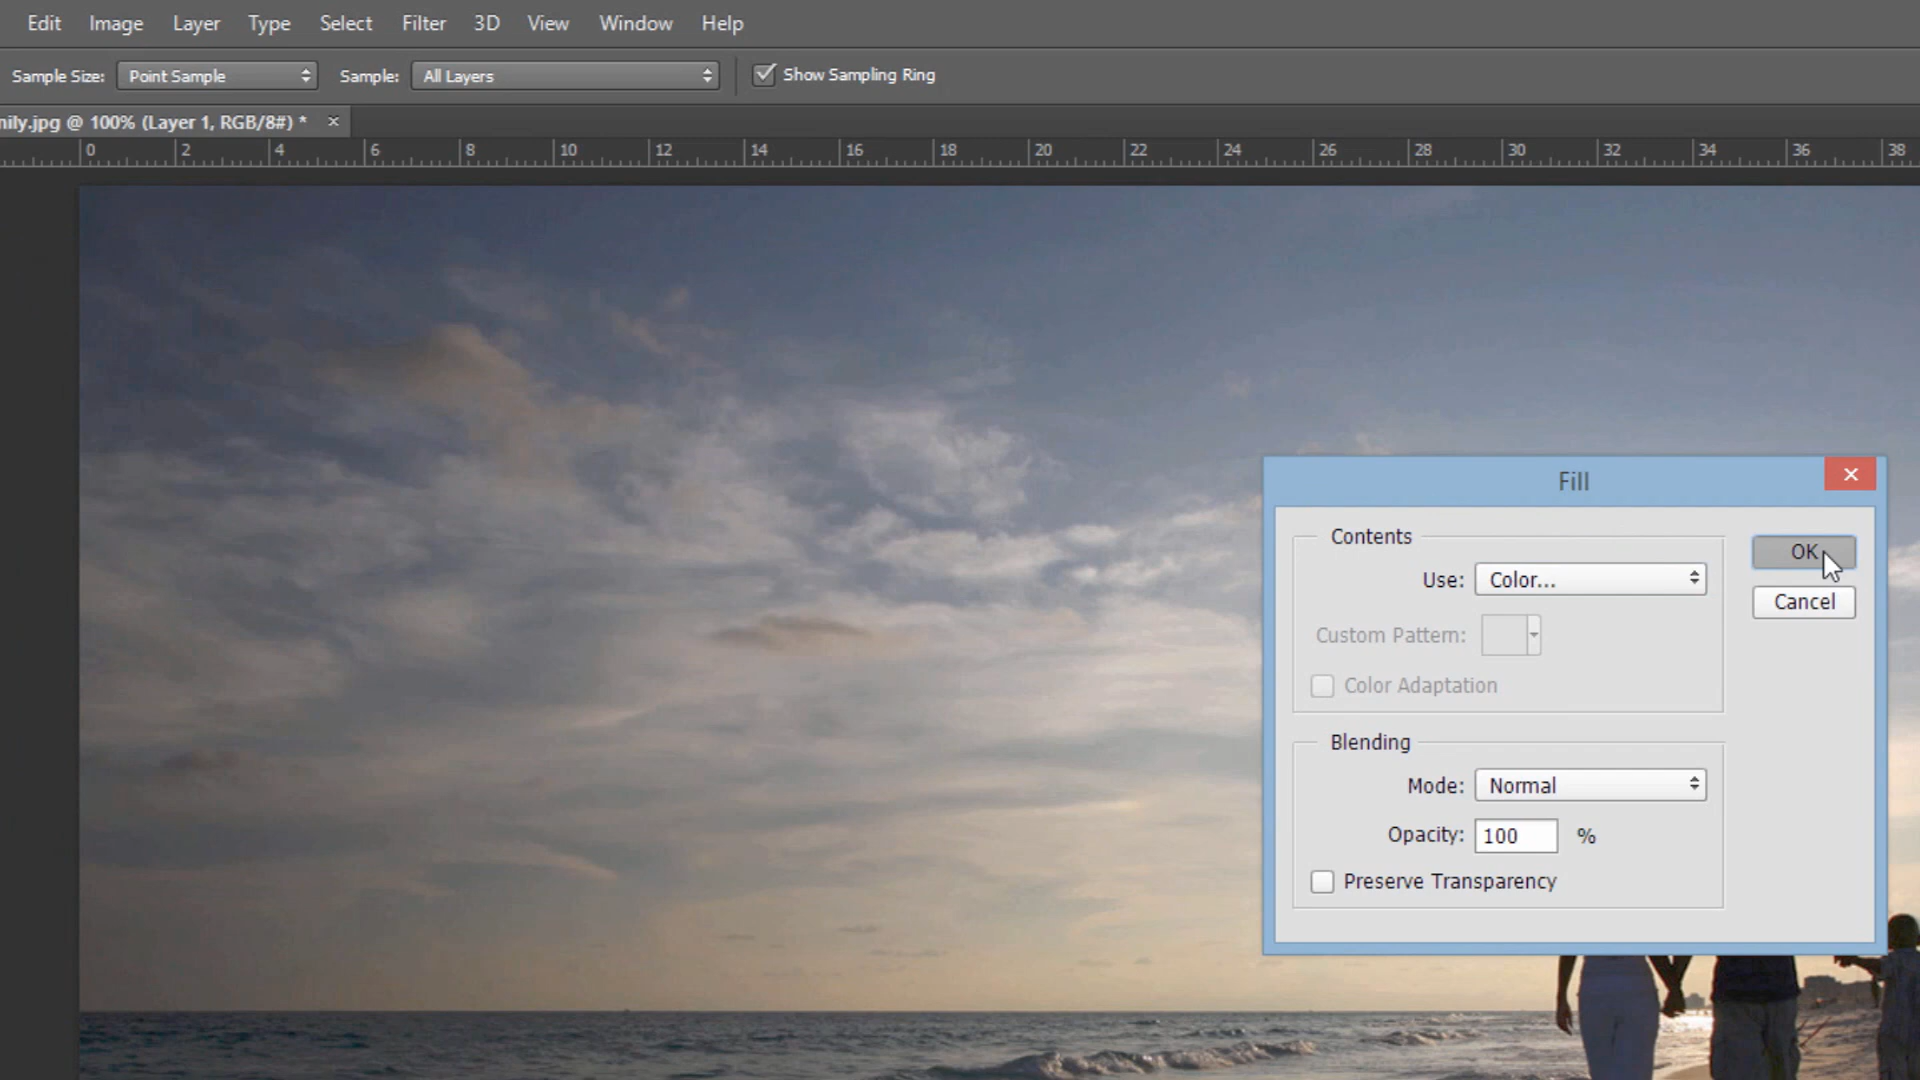 Edit Image Layer Type Select Filter 3D View Window Help
Sample Size: Point Sample Sample: All Layers Show Sampling Ring
nily.jpg @ 100% (Layer 1, RGB/8#) * ×
0 2 4 6 8 10 12 14 16 18 20 22 24 26 28 30 32 34 36 38
Fill
Contents
OK
Use: Color...
Cancel
Custom Pattern:
Color Adaptation
Blending
Mode: Normal
Opacity: 100 %
Preserve Transparency